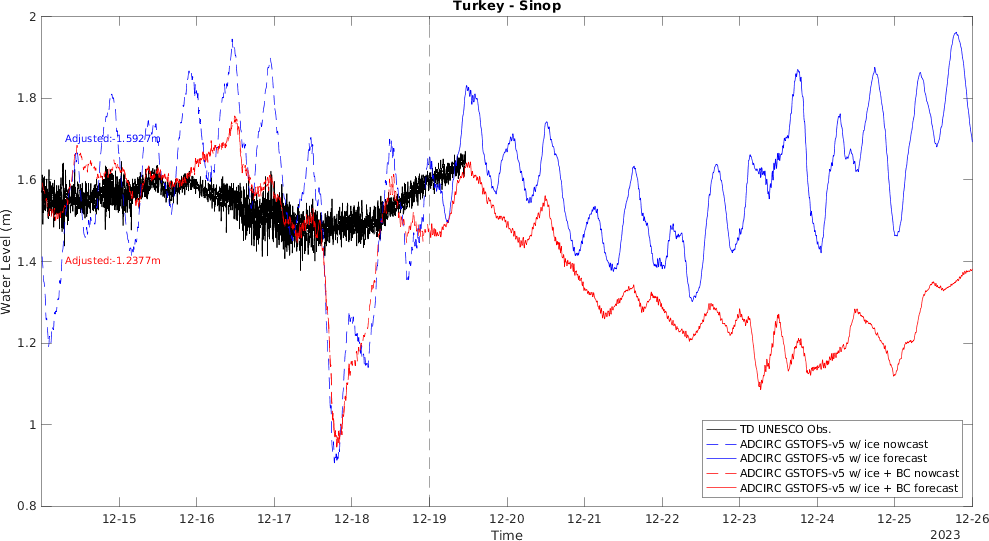 Turkey - Sinop
2
1.8
Adjusted:-1.5927m
1.6
Water Level (m)
1.4
Adjusted:-1.2377m
1.2
1
0.8
TD UNESCO Obs.
ADCIRC GSTOFS-v5 w/ ice nowcast
ADCIRC GSTOFS-v5 w/ ice forecast
ADCIRC GSTOFS-v5 w/ ice + BC nowcast
ADCIRC GSTOFS-v5 w/ ice + BC forecast
12-15 12-16 12-17 12-18 12-19 12-20 12-21 12-22 12-23 12-24 12-25 12-26
Time
2023